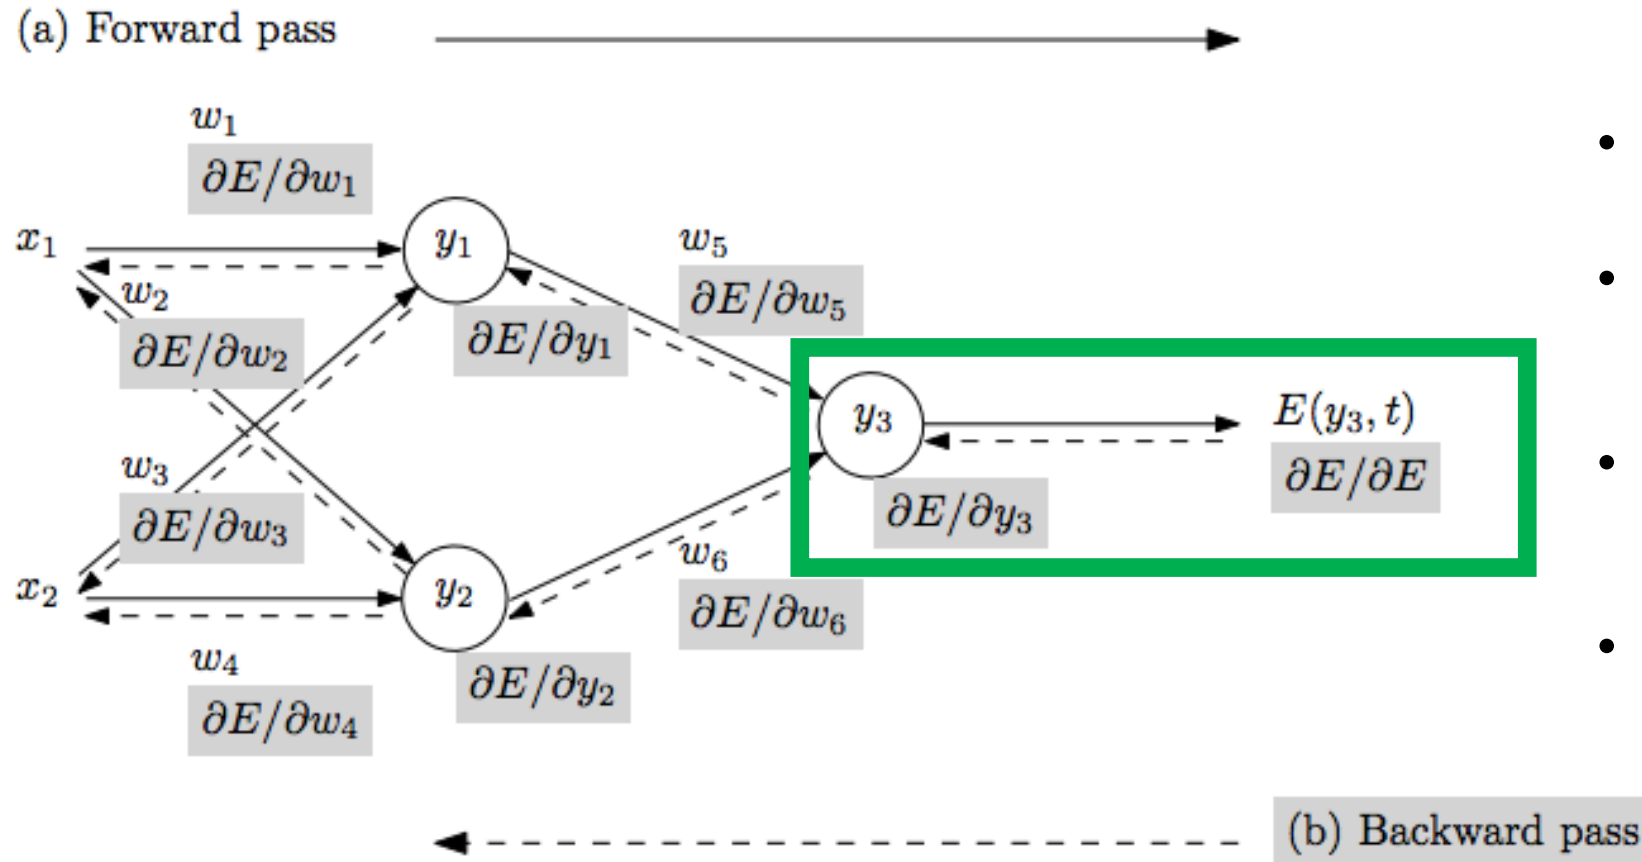 (a) Forward pass
w₁
∂E/∂w₁
x₁
y₁
w₅
∂E/∂w₅
w₂
∂E/∂w₂
∂E/∂y₁
y₃
E(y₃, t)
∂E/∂E
∂E/∂y₃
w₃
∂E/∂w₃
x₂
y₂
w₆
∂E/∂w₆
w₄
∂E/∂w₄
∂E/∂y₂
(b) Backward pass